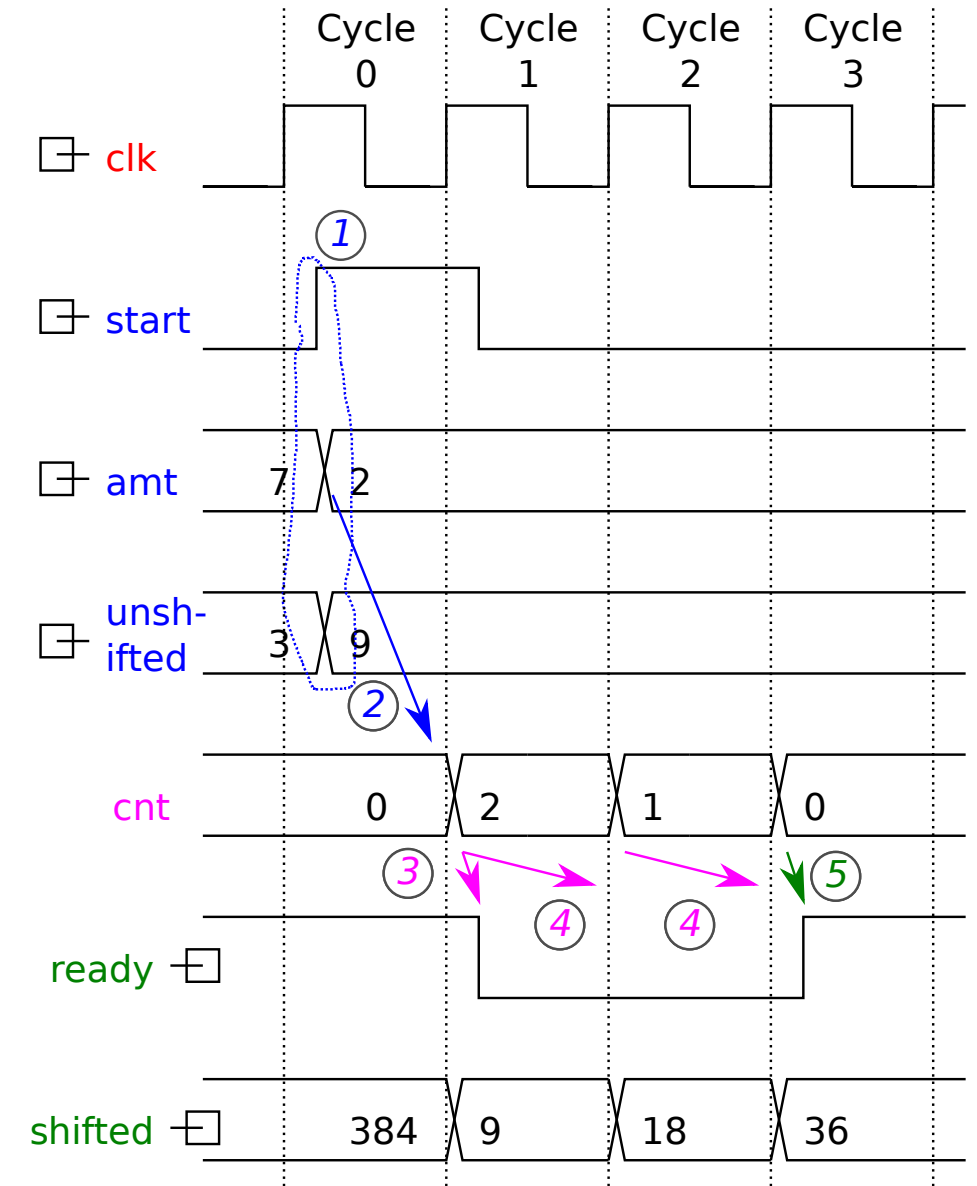 Cycle Cycle Cycle Cycle
0 1 2 3
clk
1
start
amt 7 2
unsh-
ifted 3 9
2
cnt 0 2 1 0
3 5
4 4
ready
shifted 384 9 18 36